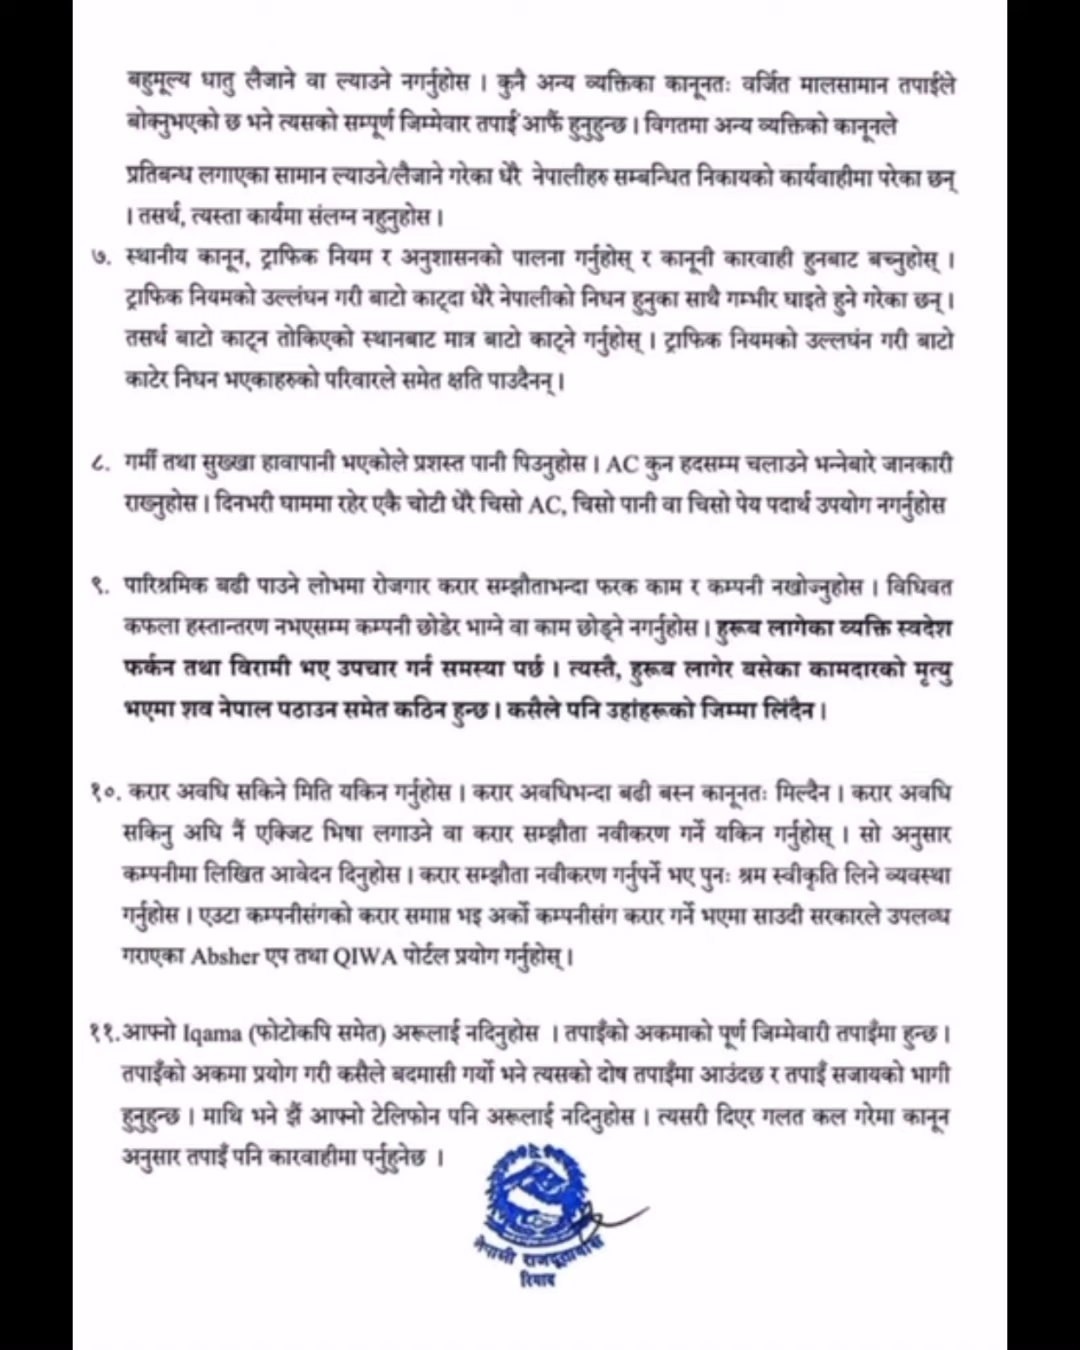 बहुमूल्य धातु लैजाने वा ल्याउने नगर्नुहोस । कुनै अन्य व्यक्तिका कानूनतः वर्जित मालसामान तपाईले
बोक्नुभएको छ भने त्यसको सम्पूर्ण जिम्मेवार तपाई आफैं हुनुहुन्छ । विगतमा अन्य व्यक्तिको कानूनले
प्रतिबन्ध लगाएका सामान ल्याउने/लैजाने गरेका धेरै नेपालीहरु सम्बन्धित निकायको कार्यवाहीमा परेका छन्
। तसर्थ, त्यस्ता कार्यमा संलग्न नहुनुहोस ।
७. स्थानीय कानून, ट्राफिक नियम र अनुशासनको पालना गर्नुहोस् र कानूनी कारवाही हुनबाट बच्नुहोस् ।
ट्राफिक नियमको उल्लंघन गरी बाटो काट्दा धेरै नेपालीको निधन हुनुका साथै गम्भीर घाइते हुने गरेका छन् ।
तसर्थ बाटो काट्न तोकिएको स्थानबाट मात्र बाटो काट्ने गर्नुहोस् । ट्राफिक नियमको उल्लघंन गरी बाटो
काटेर निधन भएकाहरुको परिवारले समेत क्षति पाउदैनन् ।
८. गर्मी तथा सुख्खा हावापानी भएकोले प्रशस्त पानी पिउनुहोस । AC कुन हदसम्म चलाउने भन्नेबारे जानकारी
राख्नुहोस । दिनभरी घाममा रहेर एकै चोटी धेरै चिसो AC, चिसो पानी वा चिसो पेय पदार्थ उपयोग नगर्नुहोस
९. पारिश्रमिक बढी पाउने लोभमा रोजगार करार सम्झौताभन्दा फरक काम र कम्पनी नखोज्नुहोस । विधिवत
कफला हस्तान्तरण नभएसम्म कम्पनी छोडेर भाग्ने वा काम छोड्ने नगर्नुहोस । हुरूब लागेका व्यक्ति स्वदेश
फर्कन तथा विरामी भए उपचार गर्न समस्या पर्छ । त्यस्तै, हुरूब लागेर बसेका कामदारको मृत्यु
भएमा शव नेपाल पठाउन समेत कठिन हुन्छ । कसैले पनि उहांहरूको जिम्मा लिंदैन ।
१०. करार अवधि सकिने मिति यकिन गर्नुहोस । करार अवधिभन्दा बढी बस्न कानूनतः मिल्दैन । करार अवधि
सकिनु अघि नैं एक्जिट भिषा लगाउने वा करार सम्झौता नवीकरण गर्ने यकिन गर्नुहोस् । सो अनुसार
कम्पनीमा लिखित आवेदन दिनुहोस । करार सम्झौता नवीकरण गर्नुपर्ने भए पुनः श्रम स्वीकृति लिने व्यवस्था
गर्नुहोस । एउटा कम्पनीसंगको करार समाप्त भइ अर्को कम्पनीसंग करार गर्ने भएमा साउदी सरकारले उपलव्ध
गराएका Absher एप तथा QIWA पोर्टल प्रयोग गर्नुहोस् ।
११. आफ्नो Iqama (फोटोकपि समेत) अरूलाई नदिनुहोस । तपाइँको अकमाको पूर्ण जिम्मेवारी तपाइँमा हुन्छ ।
तपाइँको अकमा प्रयोग गरी कसैले बदमासी गर्यो भने त्यसको दोष तपाइँमा आउंदछ र तपाइँ सजायको भागी
हुनुहुन्छ । माथि भने झैं आफ्नो टेलिफोन पनि अरूलाई नदिनुहोस । त्यसरी दिएर गलत कल गरेमा कानून
अनुसार तपाइँ पनि कारवाहीमा पर्नुहुनेछ ।
नेपाली राजदूतावास
रियाद